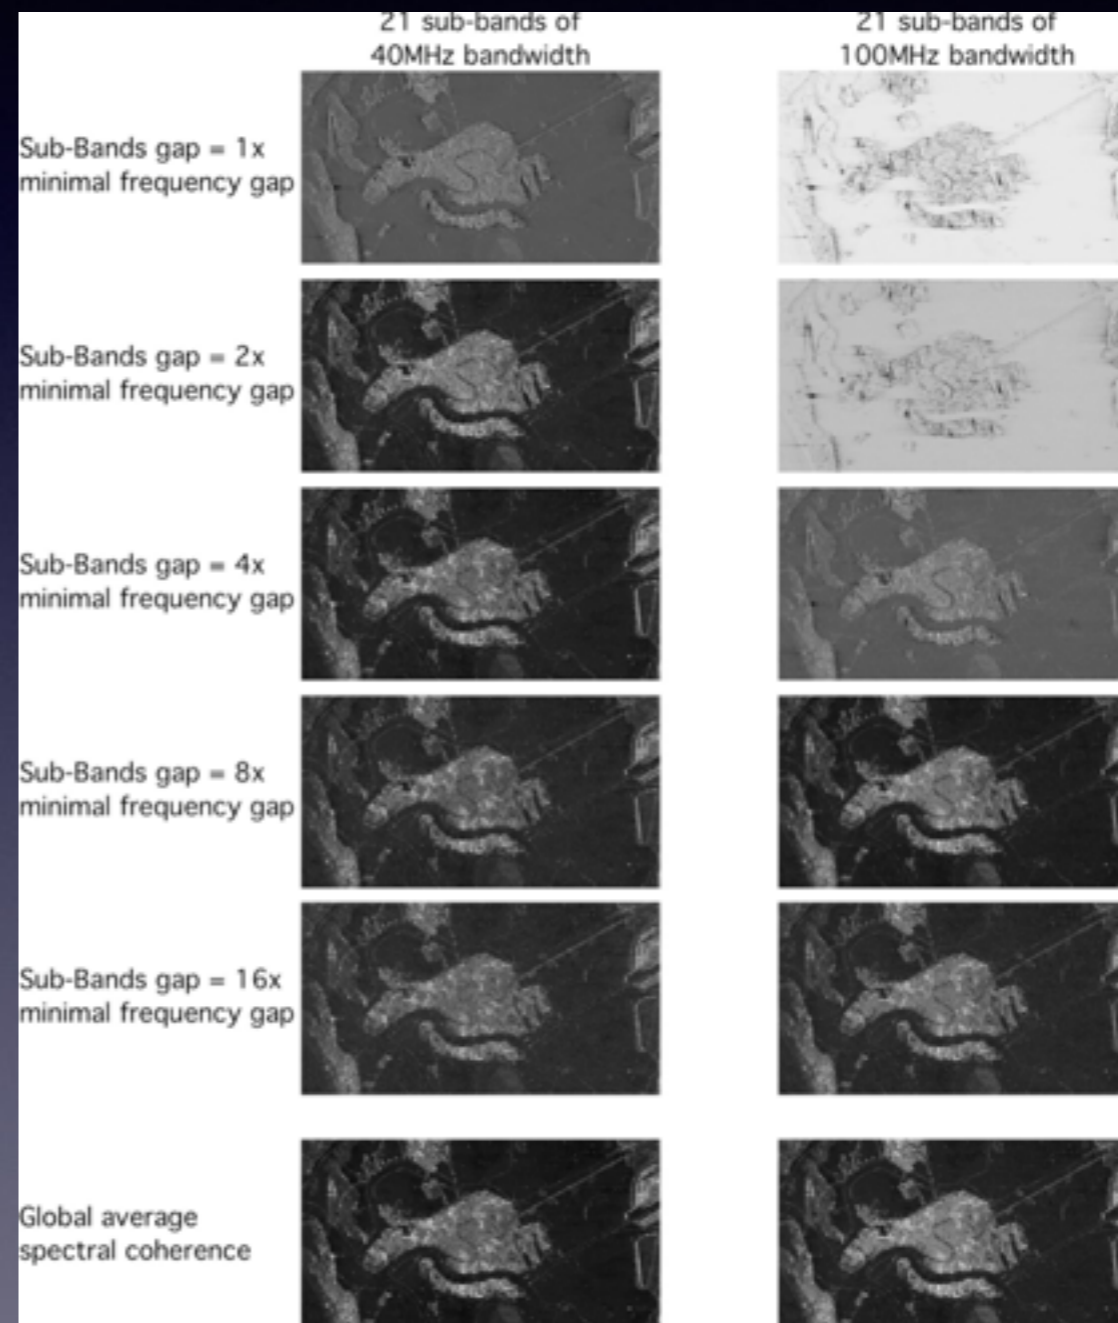 21 sub-bands of
40MHz bandwidth
21 sub-bands of
100MHz bandwidth
Sub-Bands gap = 1x
minimal frequency gap
Sub-Bands gap = 2x
minimal frequency gap
Sub-Bands gap = 4x
minimal frequency gap
Sub-Bands gap = 8x
minimal frequency gap
Sub-Bands gap = 16x
minimal frequency gap
Global average
spectral coherence